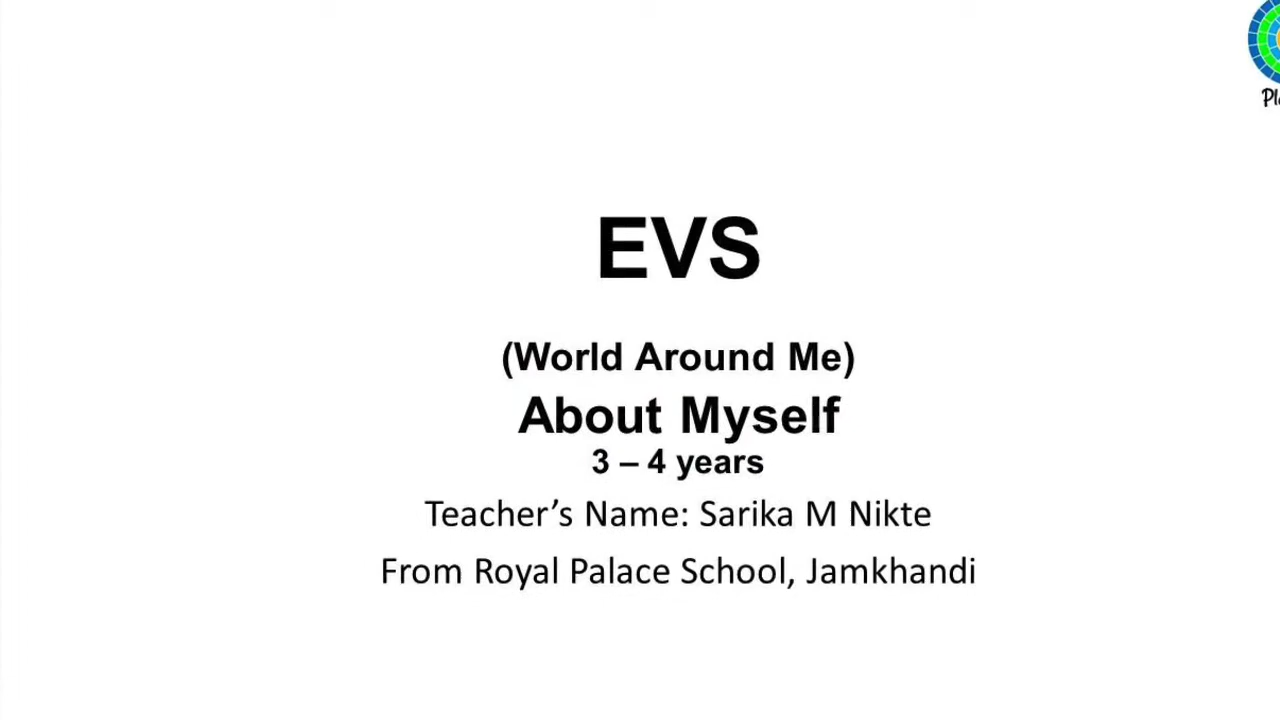 EVS
(World Around Me)
About Myself
3 – 4 years
Teacher’s Name: Sarika M Nikte
From Royal Palace School, Jamkhandi